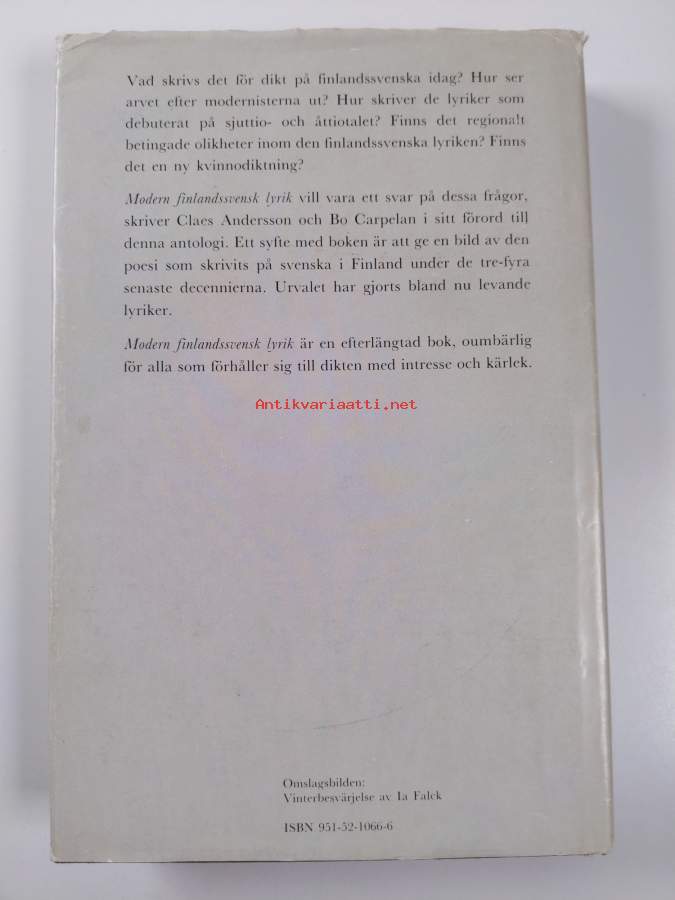 Vad skrivs det för dikt på finlandssvenska idag? Hur ser
arvet efter modernisterna ut? Hur skriver de lyriker som
debuterat på sjuttio- och åttiotalet? Finns det regionalt
betingade olikheter inom den finlandssvenska lyriken? Finns
det en ny kvinnodiktning?
Modern finlandssvensk lyrik vill vara ett svar på dessa frågor,
skriver Claes Andersson och Bo Carpelan i sitt förord till
denna antologi. Ett syfte med boken är att ge en bild av den
poesi som skrivits på svenska i Finland under de tre-fyra
senaste decennierna. Urvalet har gjorts bland nu levande
lyriker.
Modern finlandssvensk lyrik är en efterlängtad bok, oumbärlig
för alla som förhåller sig till dikten med intresse och kärlek.
Antikvariaatti.net
Omslagsbilden:
Vinterbesvärjelse av Ia Falck
ISBN 951-52-1066-6